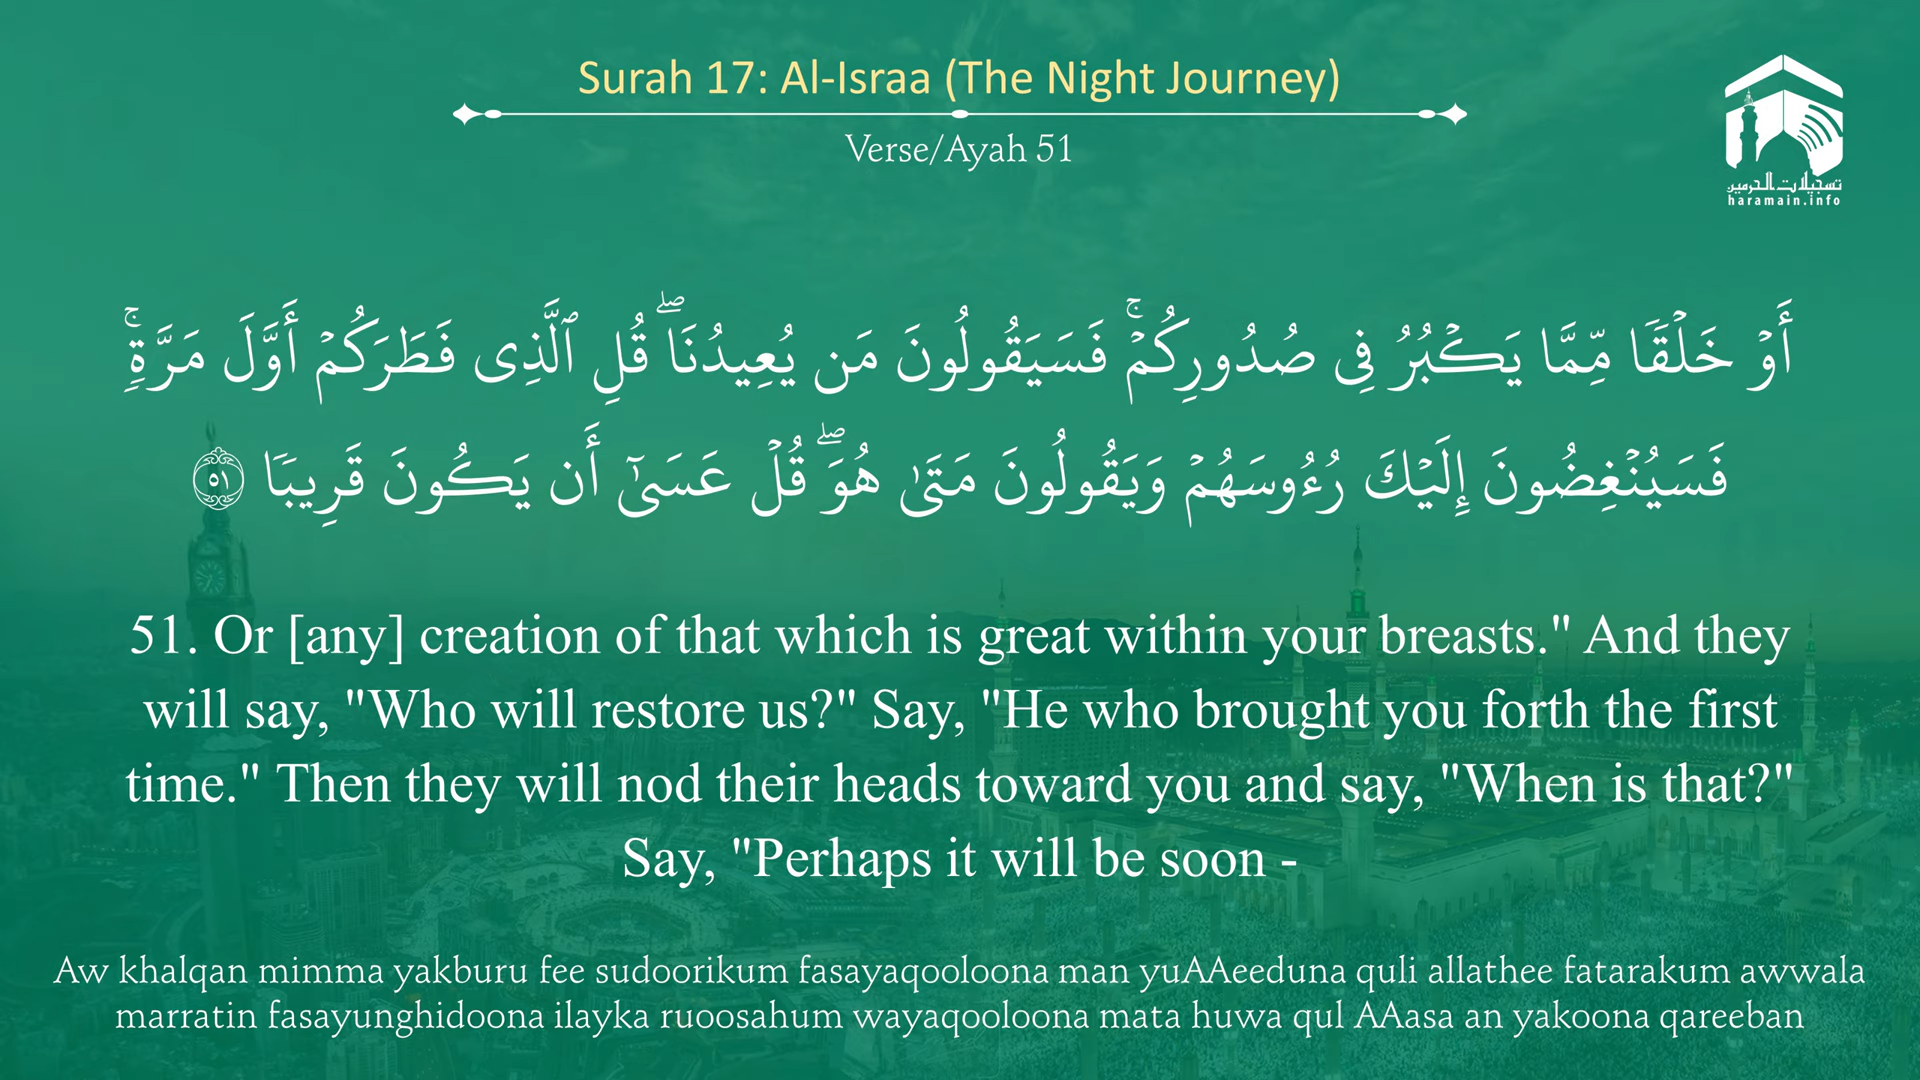 Surah 17: Al-Israa (The Night Journey)
Verse/Ayah 51
تسجيلات الحرمين
haramain.info
أَوۡ خَلۡقٗا مِّمَّا يَكۡبُرُ فِي صُدُورِكُمۡۚ فَسَيَقُولُونَ مَن يُعِيدُنَاۖ قُلِ ٱلَّذِي فَطَرَكُمۡ أَوَّلَ مَرَّةٖۚ
فَسَيُنۡغِضُونَ إِلَيۡكَ رُءُوسَهُمۡ وَيَقُولُونَ مَتَىٰ هُوَۖ قُلۡ عَسَىٰٓ أَن يَكُونَ قَرِيبٗا ٥١
51. Or [any] creation of that which is great within your breasts." And they
will say, "Who will restore us?" Say, "He who brought you forth the first
time." Then they will nod their heads toward you and say, "When is that?"
Say, "Perhaps it will be soon -
Aw khalqan mimma yakburu fee sudoorikum fasayaqooloona man yuAAeeduna quli allathee fatarakum awwala
marratin fasayunghidoona ilayka ruoosahum wayaqooloona mata huwa qul AAasa an yakoona qareeban